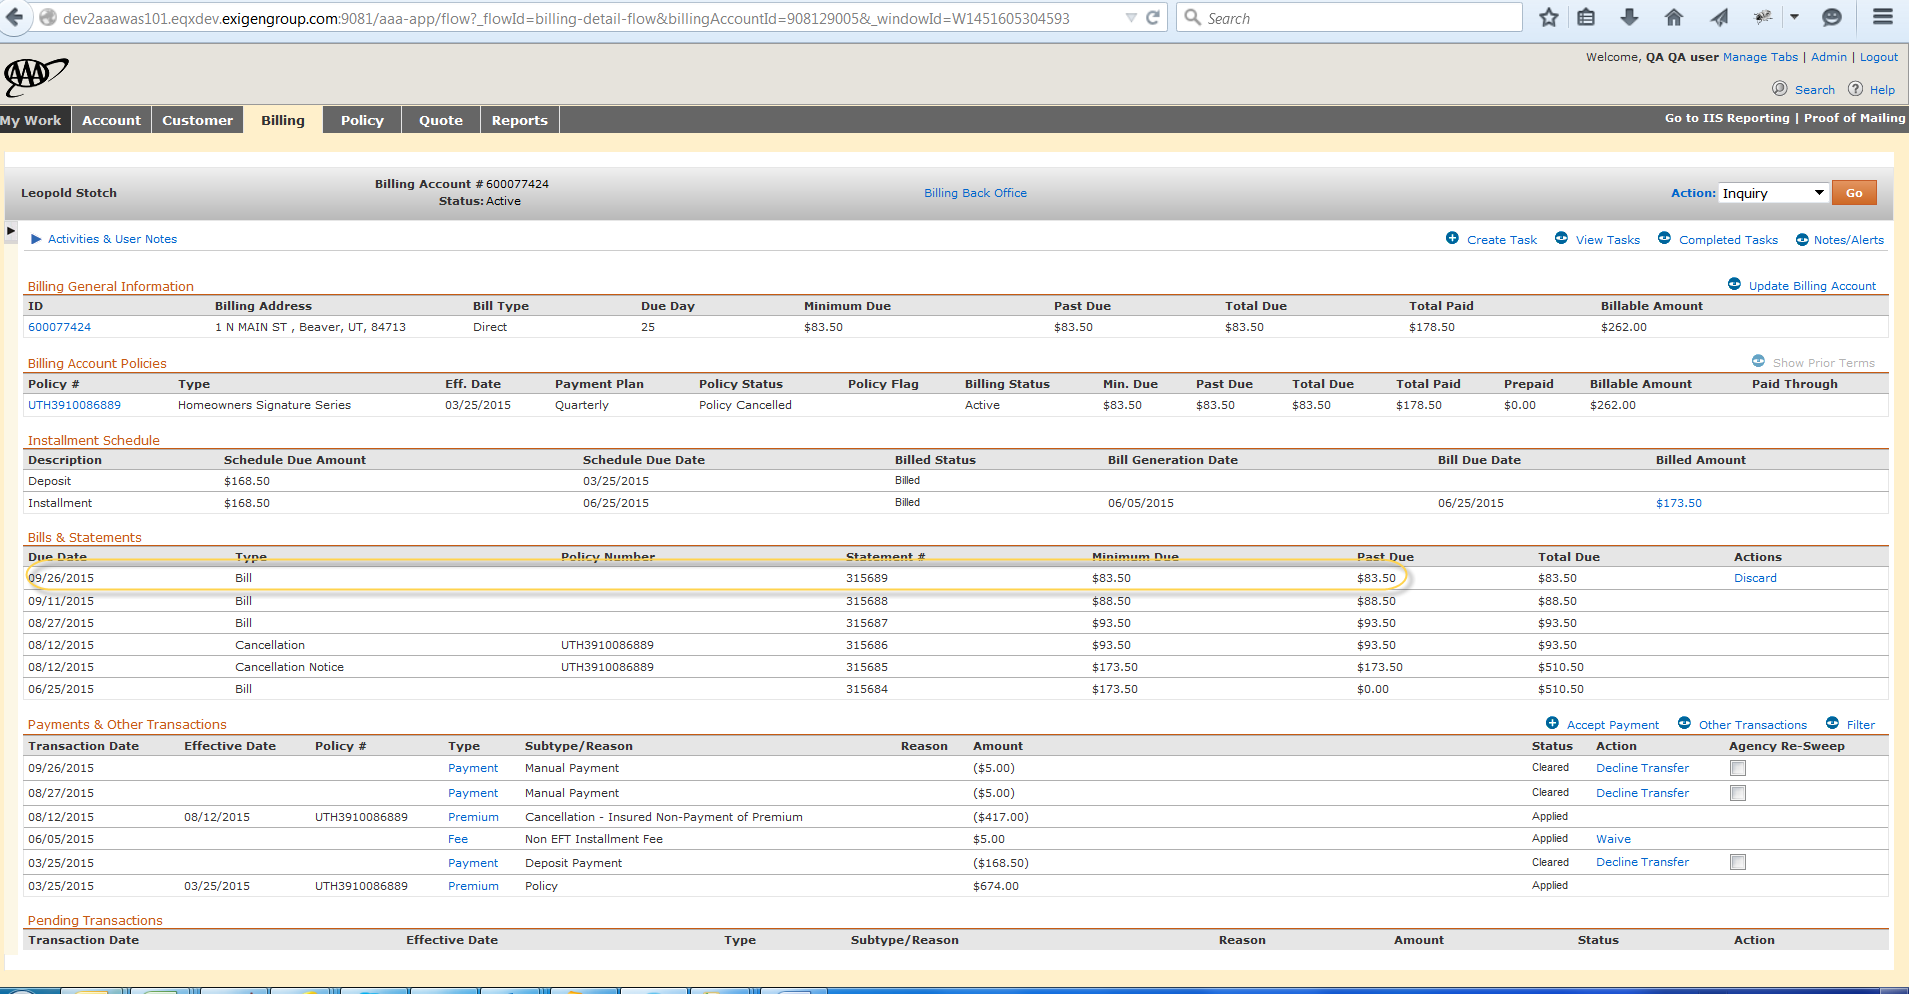 dev2aaawas101.eqxdev.exigengroup.com:9081/aaa-app/flow?_flowId=billing-detail-flow&billingAccountId=908129005&_windowId=W1451605304593 Search
AAA
Welcome, QA QA user Manage Tabs | Admin | Logout
Search ? Help
My Work Account Customer Billing Policy Quote Reports Go to IIS Reporting | Proof of Mailing
Leopold Stotch Billing Account # 600077424 Billing Back Office Action: Inquiry Go
Status: Active
Activities & User Notes Create Task View Tasks Completed Tasks Notes/Alerts
Billing General Information Update Billing Account
ID Billing Address Bill Type Due Day Minimum Due Past Due Total Due Total Paid Billable Amount
600077424 1 N MAIN ST , Beaver, UT, 84713 Direct 25 $83.50 $83.50 $83.50 $178.50 $262.00
Billing Account Policies Show Prior Terms
Policy # Type Eff. Date Payment Plan Policy Status Policy Flag Billing Status Min. Due Past Due Total Due Total Paid Prepaid Billable Amount Paid Through
UTH3910086889 Homeowners Signature Series 03/25/2015 Quarterly Policy Cancelled Active $83.50 $83.50 $83.50 $178.50 $0.00 $262.00
Installment Schedule
Description Schedule Due Amount Schedule Due Date Billed Status Bill Generation Date Bill Due Date Billed Amount
Deposit $168.50 03/25/2015 Billed
Installment $168.50 06/25/2015 Billed 06/05/2015 06/25/2015 $173.50
Bills & Statements
Due Date Type Policy Number Statement # Minimum Due Past Due Total Due Actions
09/26/2015 Bill 315689 $83.50 $83.50 $83.50 Discard
09/11/2015 Bill 315688 $88.50 $88.50 $88.50
08/27/2015 Bill 315687 $93.50 $93.50 $93.50
08/12/2015 Cancellation UTH3910086889 315686 $93.50 $93.50 $93.50
08/12/2015 Cancellation Notice UTH3910086889 315685 $173.50 $173.50 $510.50
06/25/2015 Bill 315684 $173.50 $0.00 $510.50
Payments & Other Transactions Accept Payment Other Transactions Filter
Transaction Date Effective Date Policy # Type Subtype/Reason Reason Amount Status Action Agency Re-Sweep
09/26/2015 Payment Manual Payment ($5.00) Cleared Decline Transfer
08/27/2015 Payment Manual Payment ($5.00) Cleared Decline Transfer
08/12/2015 08/12/2015 UTH3910086889 Premium Cancellation - Insured Non-Payment of Premium ($417.00) Applied
06/05/2015 Fee Non EFT Installment Fee $5.00 Applied Waive
03/25/2015 Payment Deposit Payment ($168.50) Cleared Decline Transfer
03/25/2015 03/25/2015 UTH3910086889 Premium Policy $674.00 Applied
Pending Transactions
Transaction Date Effective Date Type Subtype/Reason Reason Amount Status Action